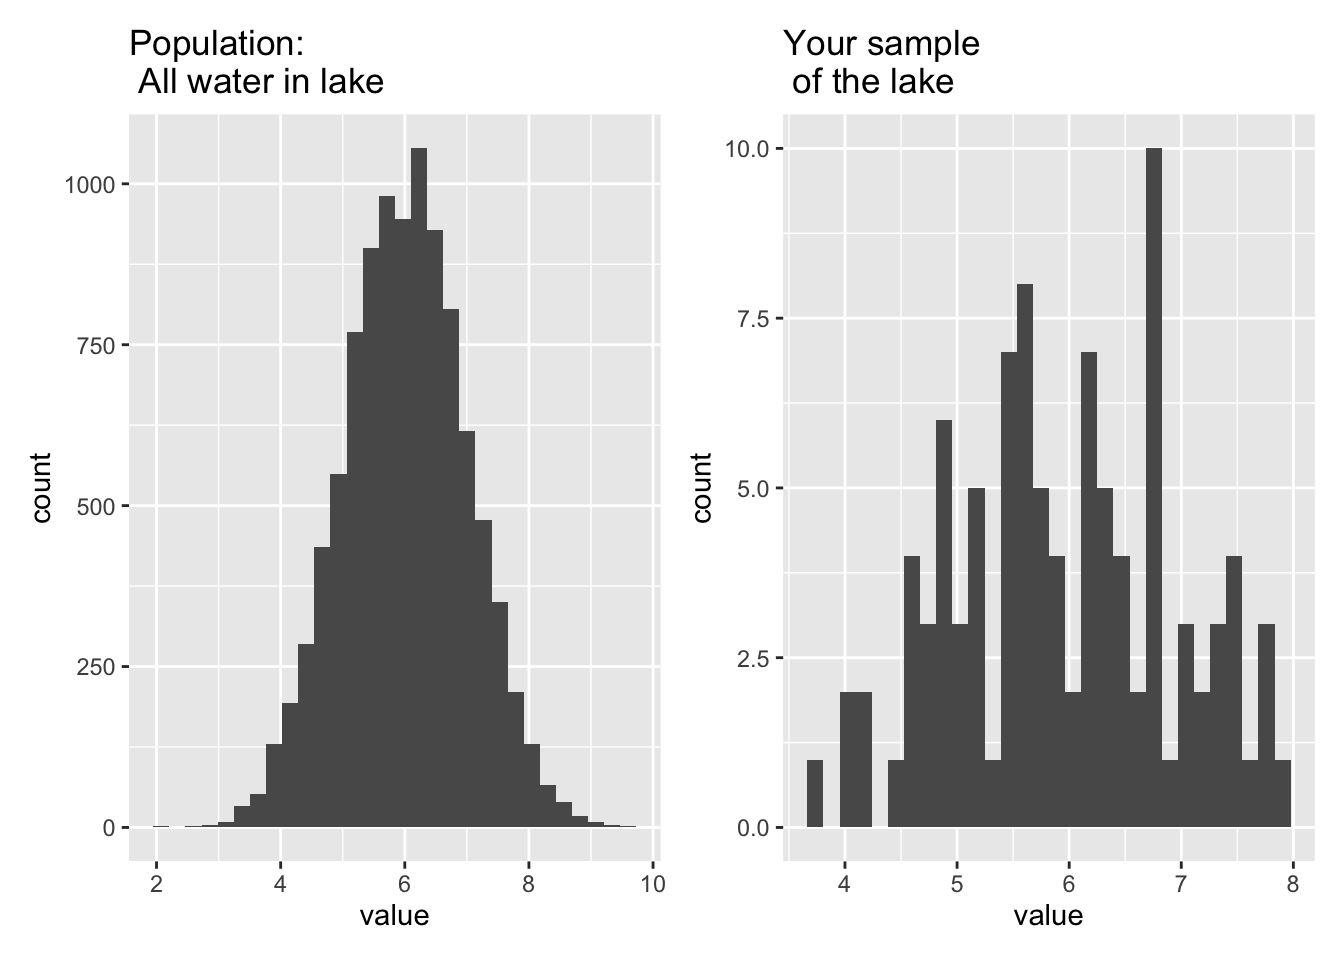 Population:
All water in lake
1000
750
500
250
0
count
2 4 6 8 10
value
Your sample
of the lake
10.0
7.5
5.0
2.5
0.0
count
4 5 6 7 8
value